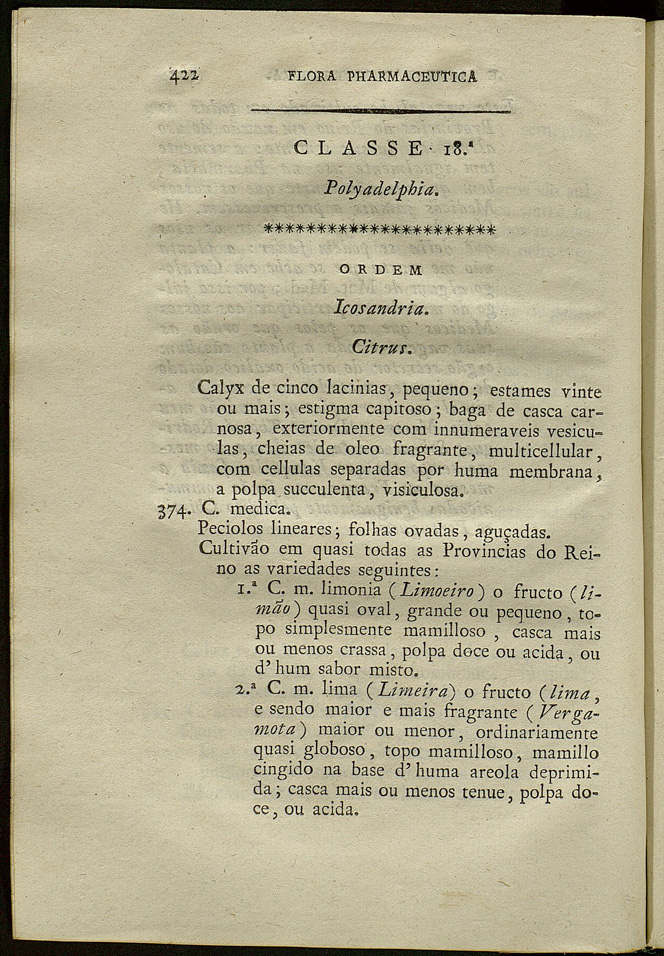 422 FLORA PHARMACEUTICA
CLASSE 18.ª
Polyadelphia.
**********************
ORDEM
Icosandria.
Citrus.
Calyx de cinco lacinias, pequeno; estames vinte
ou mais; estigma capitoso; baga de casca car-
nosa, exteriormente com innumeraveis vesicu-
las, cheias de oleo fragrante, multicellular,
com cellulas separadas por huma membrana,
a polpa succulenta, visiculosa.
374. C. medica.
Peciolos lineares; folhas ovadas, aguçadas.
Cultivão em quasi todas as Provincias do Rei-
no as variedades seguintes:
1.ª C. m. limonia (Limoeiro) o fructo (li-
mão) quasi oval, grande ou pequeno, to-
po simplesmente mamilloso, casca mais
ou menos crassa, polpa doce ou acida, ou
d'hum sabor misto.
2.ª C. m. lima (Limeira) o fructo (lima,
e sendo maior e mais fragrante (Verga-
mota) maior ou menor, ordinariamente
quasi globoso, topo mamilloso, mamillo
cingido na base d'huma areola deprimi-
da; casca mais ou menos tenue, polpa do-
ce, ou acida.